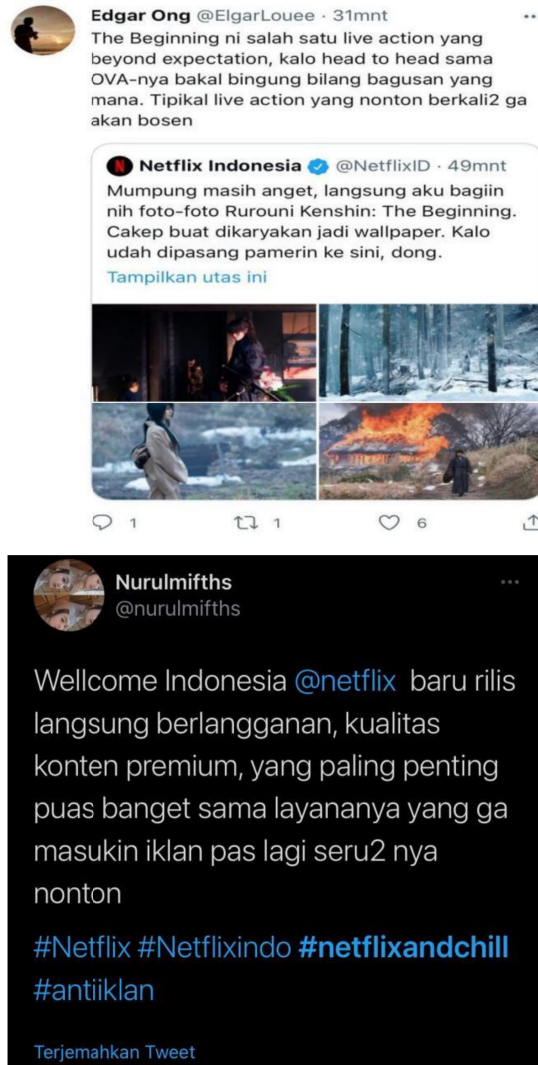 Edgar Ong @ElgarLouee · 31mnt
The Beginning ni salah satu live action yang
beyond expectation, kalo head to head sama
OVA-nya bakal bingung bilang bagusan yang
mana. Tipikal live action yang nonton berkali2 ga
akan bosen
Netflix Indonesia @NetflixID · 49mnt
Mumpung masih anget, langsung aku bagiin
nih foto-foto Rurouni Kenshin: The Beginning.
Cakep buat dikaryakan jadi wallpaper. Kalo
udah dipasang pamerin ke sini, dong.
Tampilkan utas ini
1 1 6
Nurulmifths
@nurulmifths
Wellcome Indonesia @netflix baru rilis
langsung berlangganan, kualitas
konten premium, yang paling penting
puas banget sama layananya yang ga
masukin iklan pas lagi seru2 nya
nonton
#Netflix #Netflixindo #netflixandchill
#antiiklan
Terjemahkan Tweet